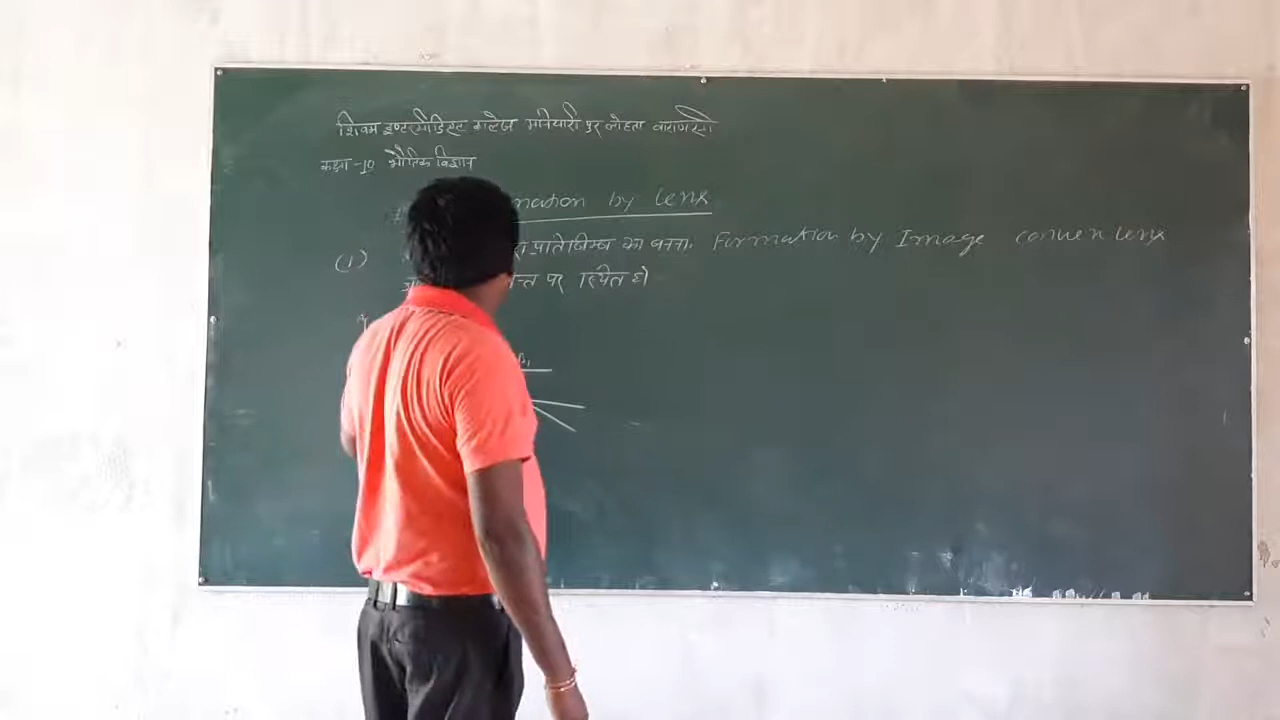 शिवम इण्टरमीडिएट कालेज मनियारी पुर लोहता वाराणसी
कक्षा -10 भौतिक विज्ञान
mation by lens
(1) प्रतिबिम्ब का बनना. Formation by Image convex lens
पर स्थित हो
B₁